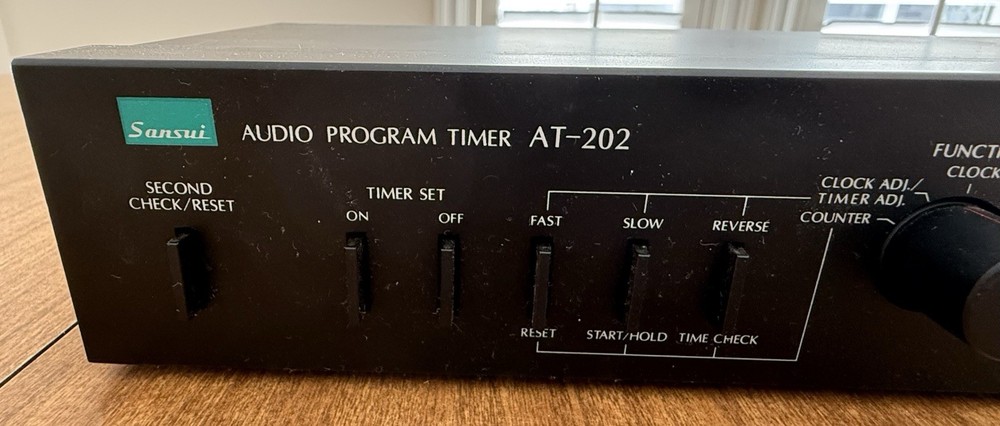 Sansui
AUDIO PROGRAM TIMER AT-202
SECOND
CHECK/RESET
TIMER SET
ON OFF
FAST SLOW REVERSE
RESET START/HOLD TIME CHECK
CLOCK
CLOCK ADJ./
TIMER ADJ.
COUNTER